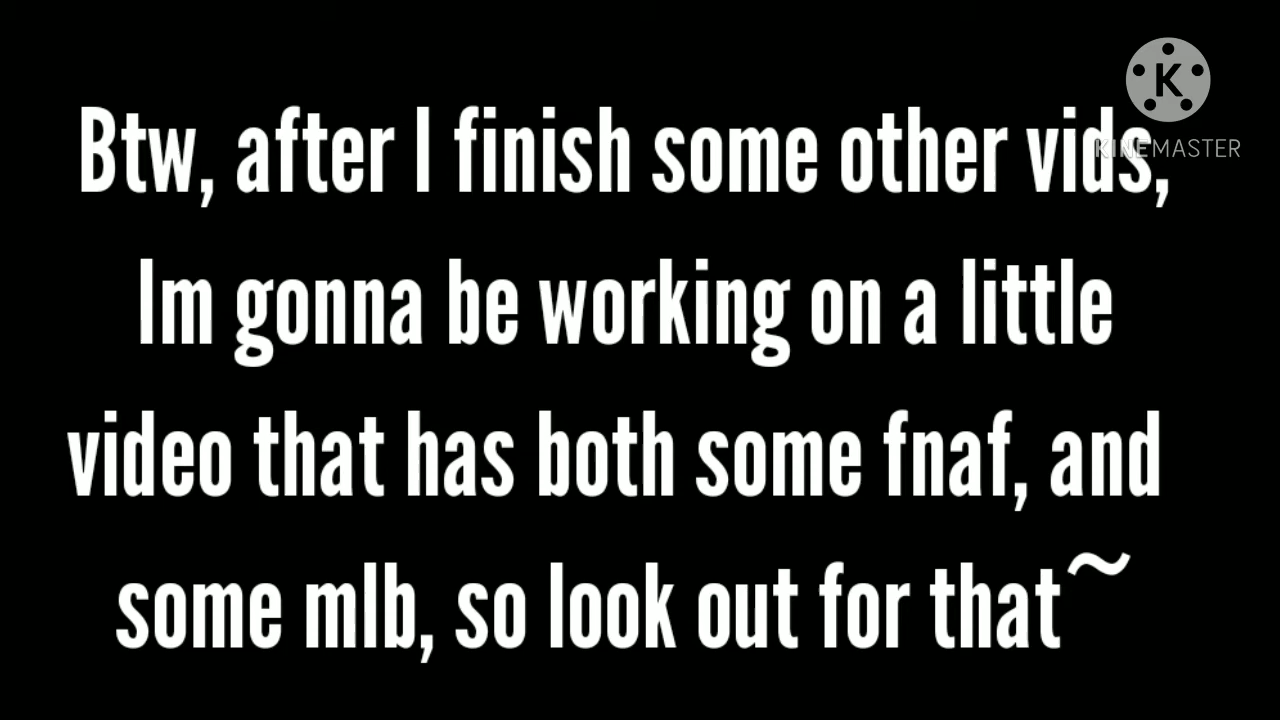 K
KINEMASTER
Btw, after I finish some other vids,
Im gonna be working on a little
video that has both some fnaf, and
some mlb, so look out for that~